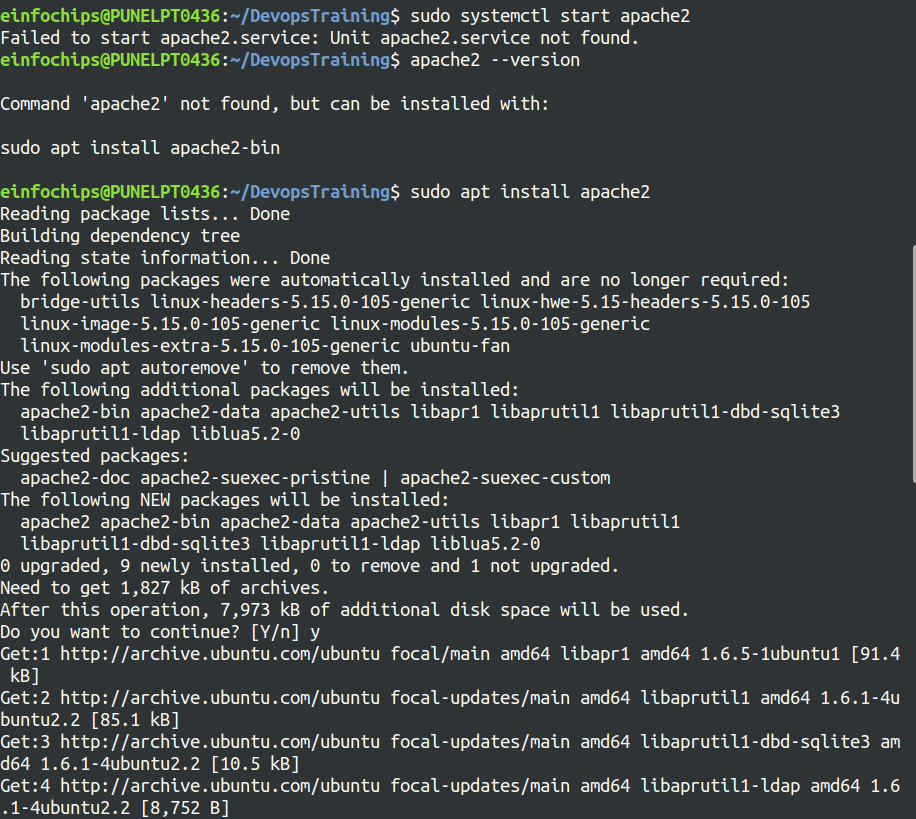 einfochips@PUNELPT0436:~/DevopsTraining$ sudo systemctl start apache2
Failed to start apache2.service: Unit apache2.service not found.
einfochips@PUNELPT0436:~/DevopsTraining$ apache2 --version
Command 'apache2' not found, but can be installed with:
sudo apt install apache2-bin
einfochips@PUNELPT0436:~/DevopsTraining$ sudo apt install apache2
Reading package lists... Done
Building dependency tree
Reading state information... Done
The following packages were automatically installed and are no longer required:
  bridge-utils linux-headers-5.15.0-105-generic linux-hwe-5.15-headers-5.15.0-105
  linux-image-5.15.0-105-generic linux-modules-5.15.0-105-generic
  linux-modules-extra-5.15.0-105-generic ubuntu-fan
Use 'sudo apt autoremove' to remove them.
The following additional packages will be installed:
  apache2-bin apache2-data apache2-utils libapr1 libaprutil1 libaprutil1-dbd-sqlite3
  libaprutil1-ldap liblua5.2-0
Suggested packages:
  apache2-doc apache2-suexec-pristine | apache2-suexec-custom
The following NEW packages will be installed:
  apache2 apache2-bin apache2-data apache2-utils libapr1 libaprutil1
  libaprutil1-dbd-sqlite3 libaprutil1-ldap liblua5.2-0
0 upgraded, 9 newly installed, 0 to remove and 1 not upgraded.
Need to get 1,827 kB of archives.
After this operation, 7,973 kB of additional disk space will be used.
Do you want to continue? [Y/n] y
Get:1 http://archive.ubuntu.com/ubuntu focal/main amd64 libapr1 amd64 1.6.5-1ubuntu1 [91.4
 kB]
Get:2 http://archive.ubuntu.com/ubuntu focal-updates/main amd64 libaprutil1 amd64 1.6.1-4u
buntu2.2 [85.1 kB]
Get:3 http://archive.ubuntu.com/ubuntu focal-updates/main amd64 libaprutil1-dbd-sqlite3 am
d64 1.6.1-4ubuntu2.2 [10.5 kB]
Get:4 http://archive.ubuntu.com/ubuntu focal-updates/main amd64 libaprutil1-ldap amd64 1.6
.1-4ubuntu2.2 [8,752 B]